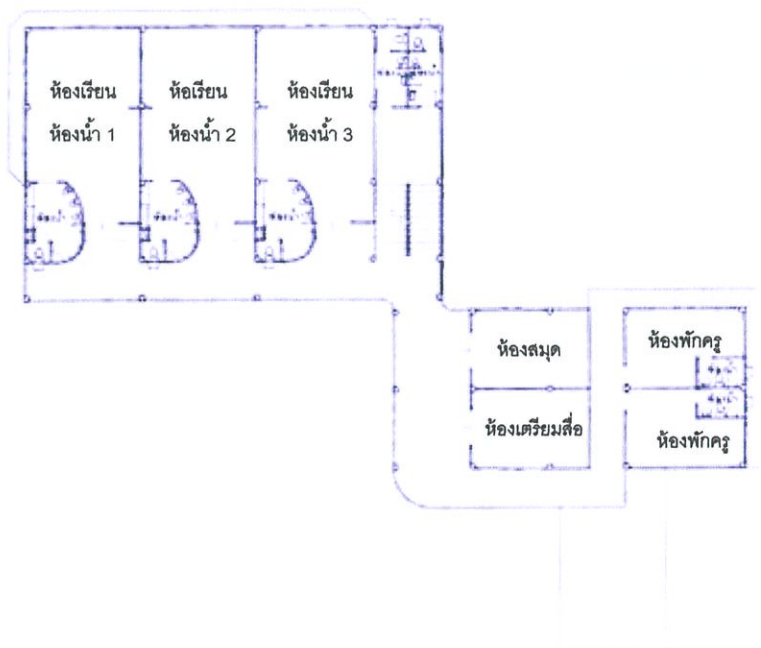 ห้องเรียน
ห้องน้ำ 1
ห้อเรียน
ห้องน้ำ 2
ห้องเรียน
ห้องน้ำ 3
ห้องสมุด
ห้องพักครู
ห้องเตรียมสื่อ
ห้องพักครู